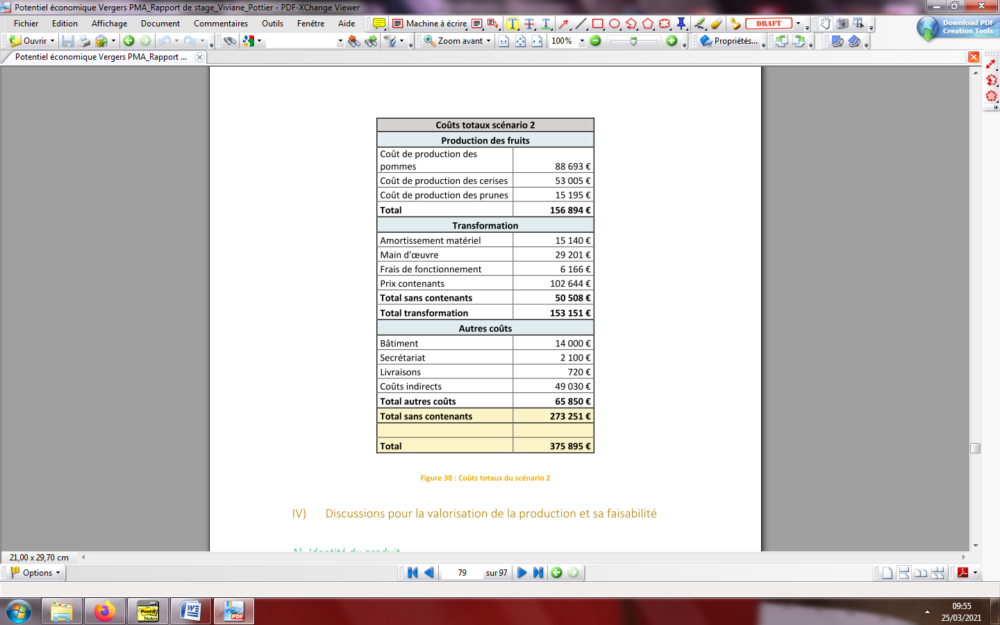 Potentiel économique Vergers PMA_Rapport de stage_Viviane_Pottier - PDF-XChange Viewer
Fichier Edition Affichage Document Commentaires Outils Fenêtre Aide Machine à écrire DRAFT Download PDF Creation Tools
Ouvrir Zoom avant 100% Propriétés...
Potentiel économique Vergers PMA_Rapport ...
Coûts totaux scénario 2
Production des fruits
Coût de production des
pommes 88 693 €
Coût de production des cerises 53 005 €
Coût de production des prunes 15 195 €
Total 156 894 €
Transformation
Amortissement matériel 15 140 €
Main d'œuvre 29 201 €
Frais de fonctionnement 6 166 €
Prix contenants 102 644 €
Total sans contenants 50 508 €
Total transformation 153 151 €
Autres coûts
Bâtiment 14 000 €
Secrétariat 2 100 €
Livraisons 720 €
Coûts indirects 49 030 €
Total autres coûts 65 850 €
Total sans contenants 273 251 €
Total 375 895 €
Figure 38 : Coûts totaux du scénario 2
IV) Discussions pour la valorisation de la production et sa faisabilité
A) Identité du produit
21,00 x 29,70 cm
Options 79 sur 97
Post-it Notes
PDF
09:55
25/03/2021